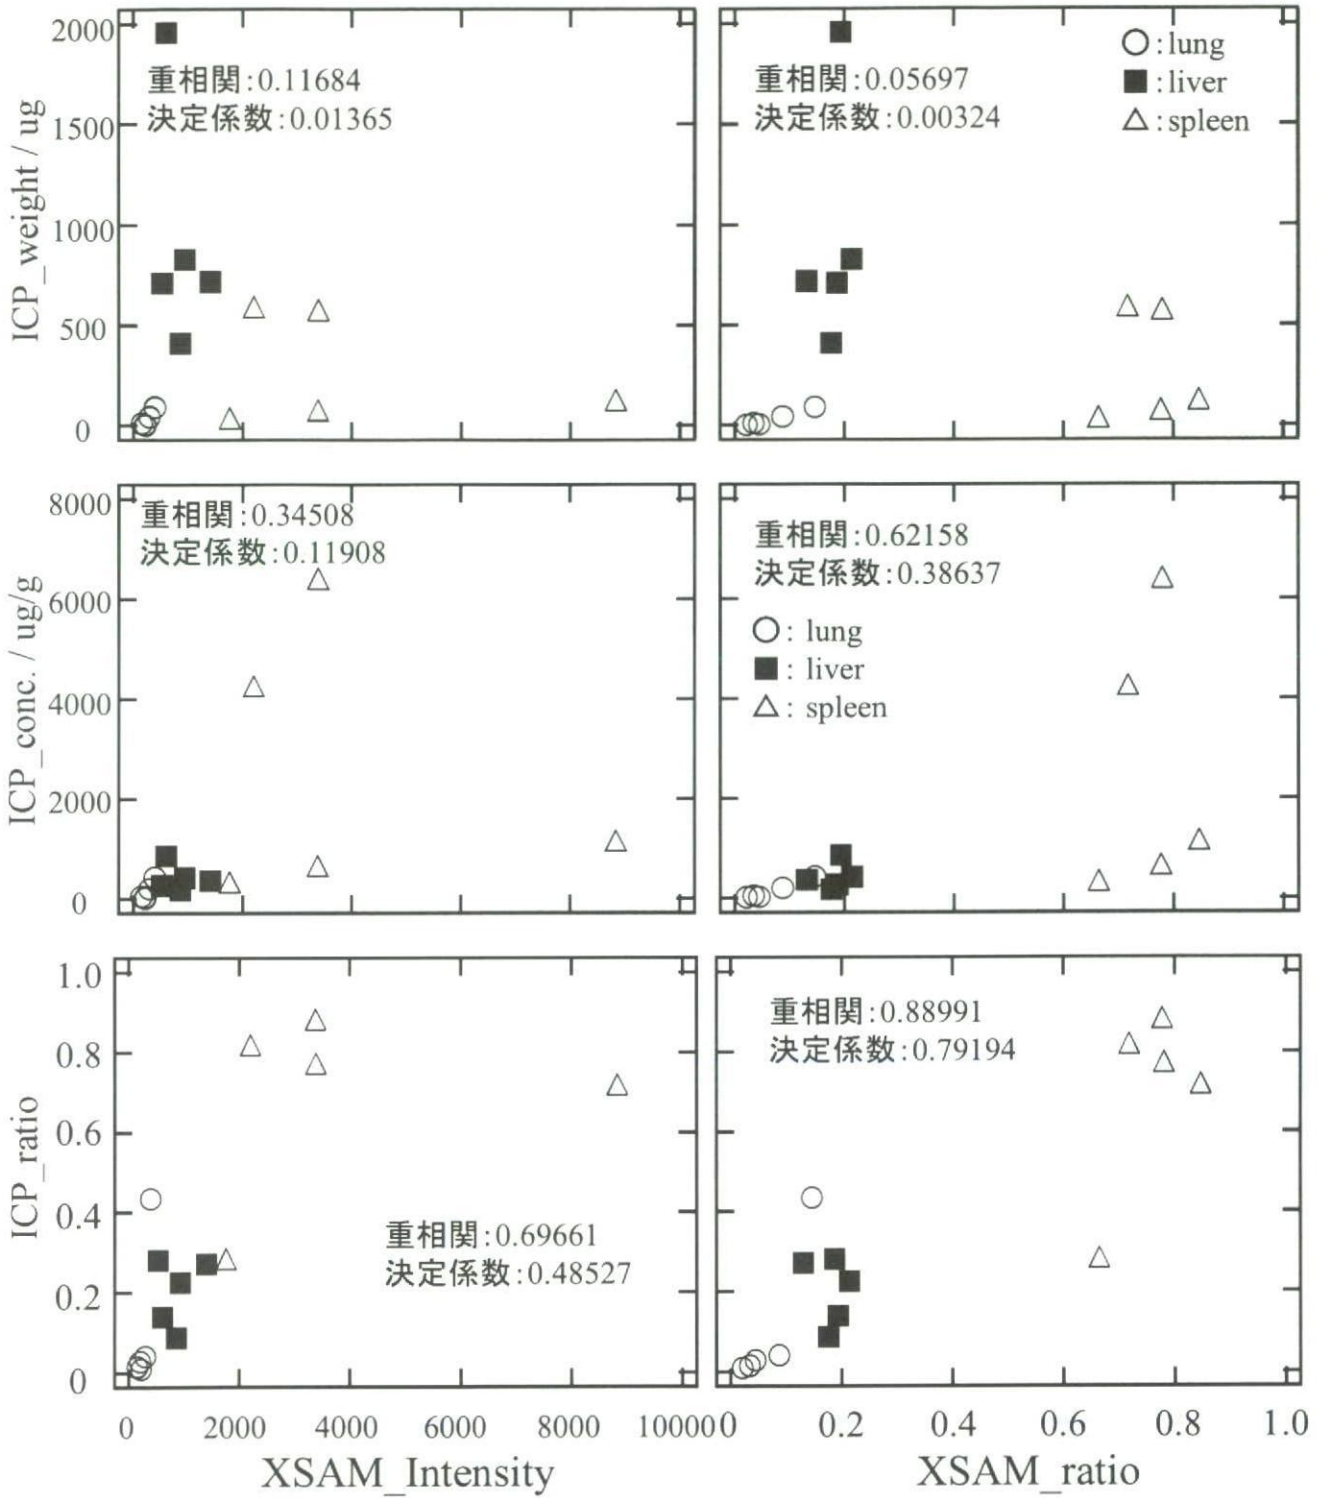 2000
1500
1000
500
0
ICP_weight / ug
重相関:0.11684
決定係数:0.01365
重相関:0.05697
決定係数:0.00324
○:lung
■:liver
△:spleen
8000
6000
4000
2000
0
ICP_conc. / ug/g
重相関:0.34508
決定係数:0.11908
重相関:0.62158
決定係数:0.38637
○: lung
■: liver
△: spleen
1.0
0.8
0.6
0.4
0.2
0
ICP_ratio
重相関:0.69661
決定係数:0.48527
重相関:0.88991
決定係数:0.79194
0 2000 4000 6000 8000 10000
XSAM_Intensity
0 0.2 0.4 0.6 0.8 1.0
XSAM_ratio